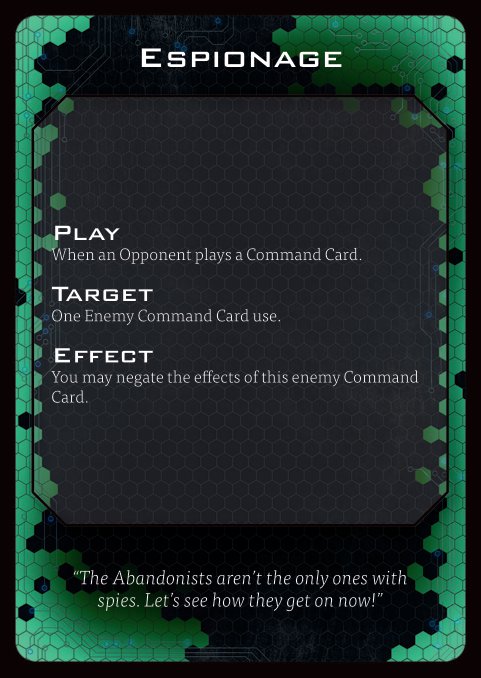 Espionage
Play
When an Opponent plays a Command Card.
Target
One Enemy Command Card use.
Effect
You may negate the effects of this enemy Command
Card.
“The Abandonists aren’t the only ones with
spies. Let’s see how they get on now!”